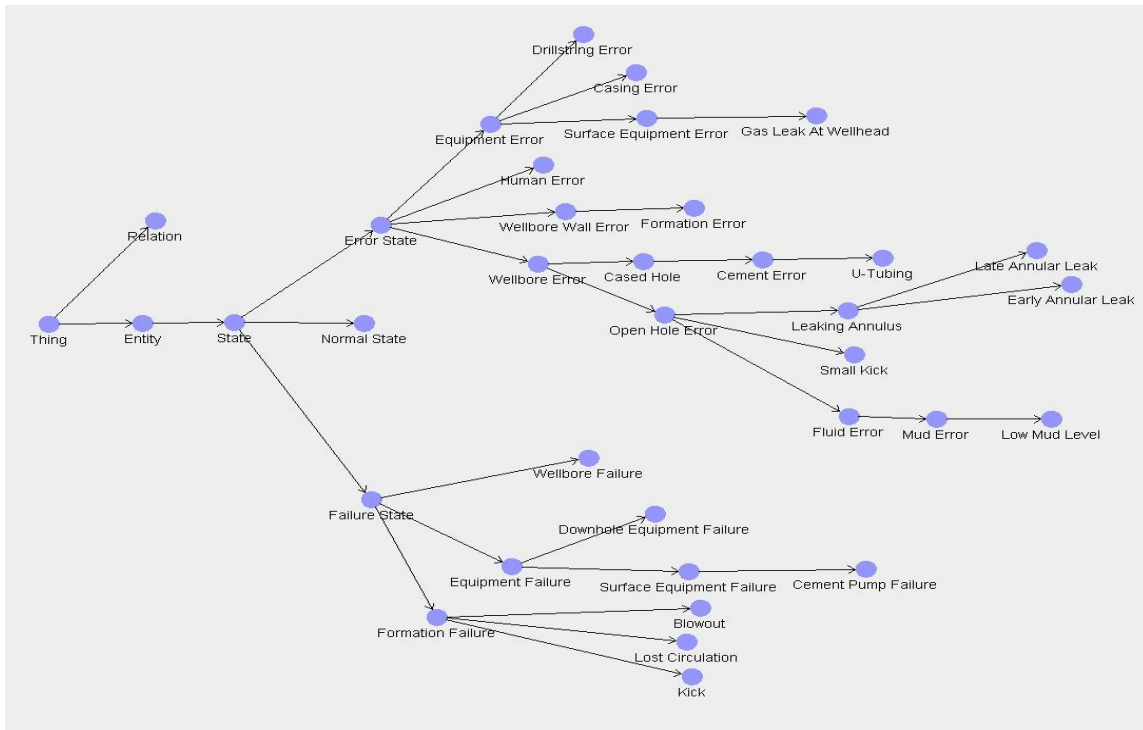 Drillstring Error
Casing Error
Equipment Error
Surface Equipment Error
Gas Leak At Wellhead
Human Error
Relation
Error State
Wellbore Wall Error
Formation Error
Wellbore Error
Cased Hole
Cement Error
U-Tubing
Late Annular Leak
Early Annular Leak
Thing
Entity
State
Normal State
Open Hole Error
Leaking Annulus
Small Kick
Fluid Error
Mud Error
Low Mud Level
Wellbore Failure
Failure State
Downhole Equipment Failure
Equipment Failure
Surface Equipment Failure
Cement Pump Failure
Formation Failure
Blowout
Lost Circulation
Kick